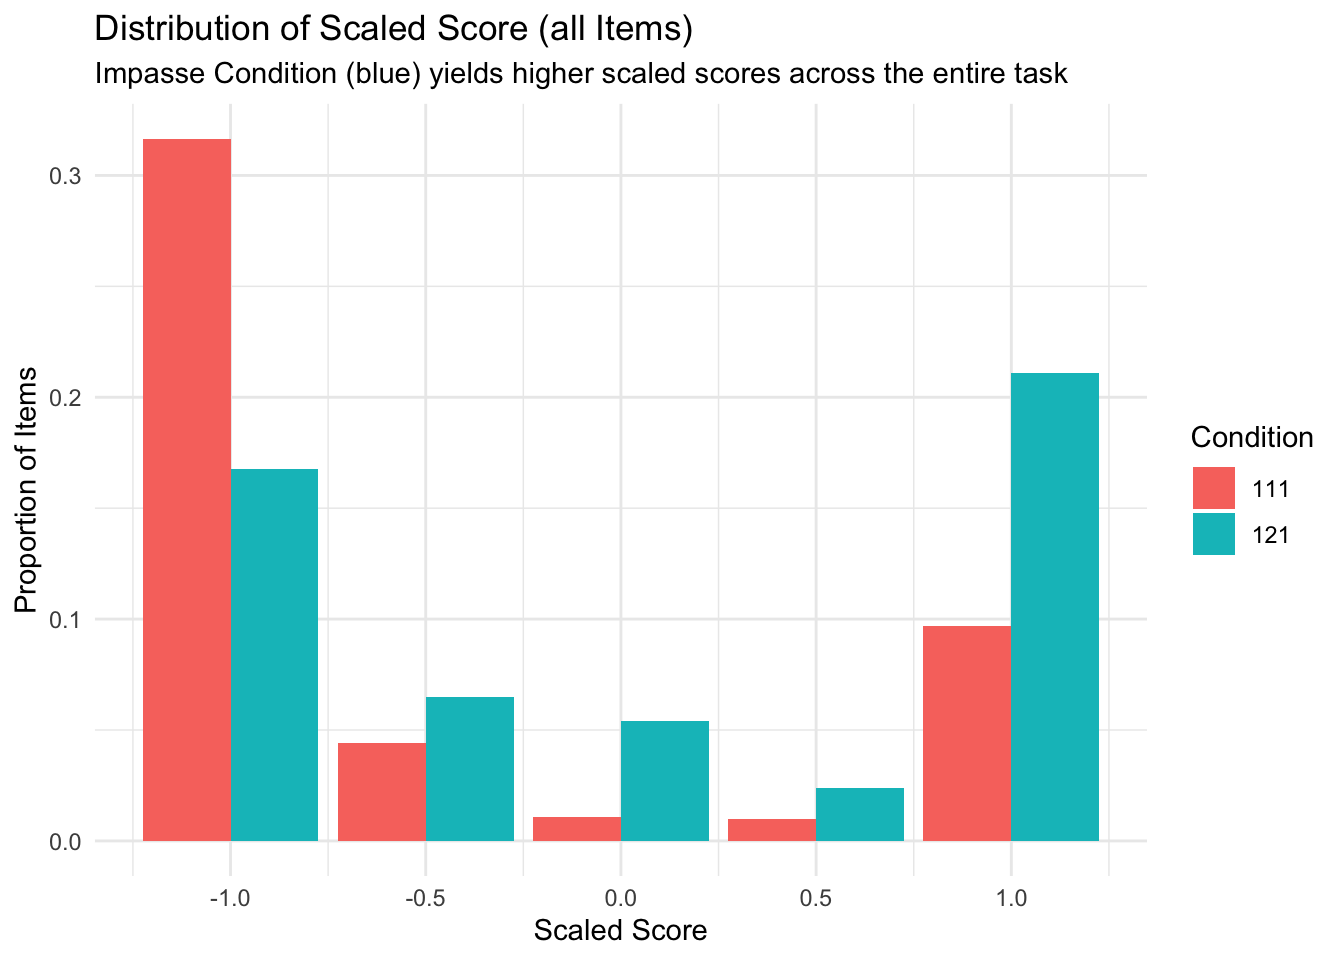 Distribution of Scaled Score (all Items)
Impasse Condition (blue) yields higher scaled scores across the entire task
Proportion of Items
0.3
0.2
0.1
0.0
-1.0
-0.5
0.0
0.5
1.0
Scaled Score
Condition
111
121